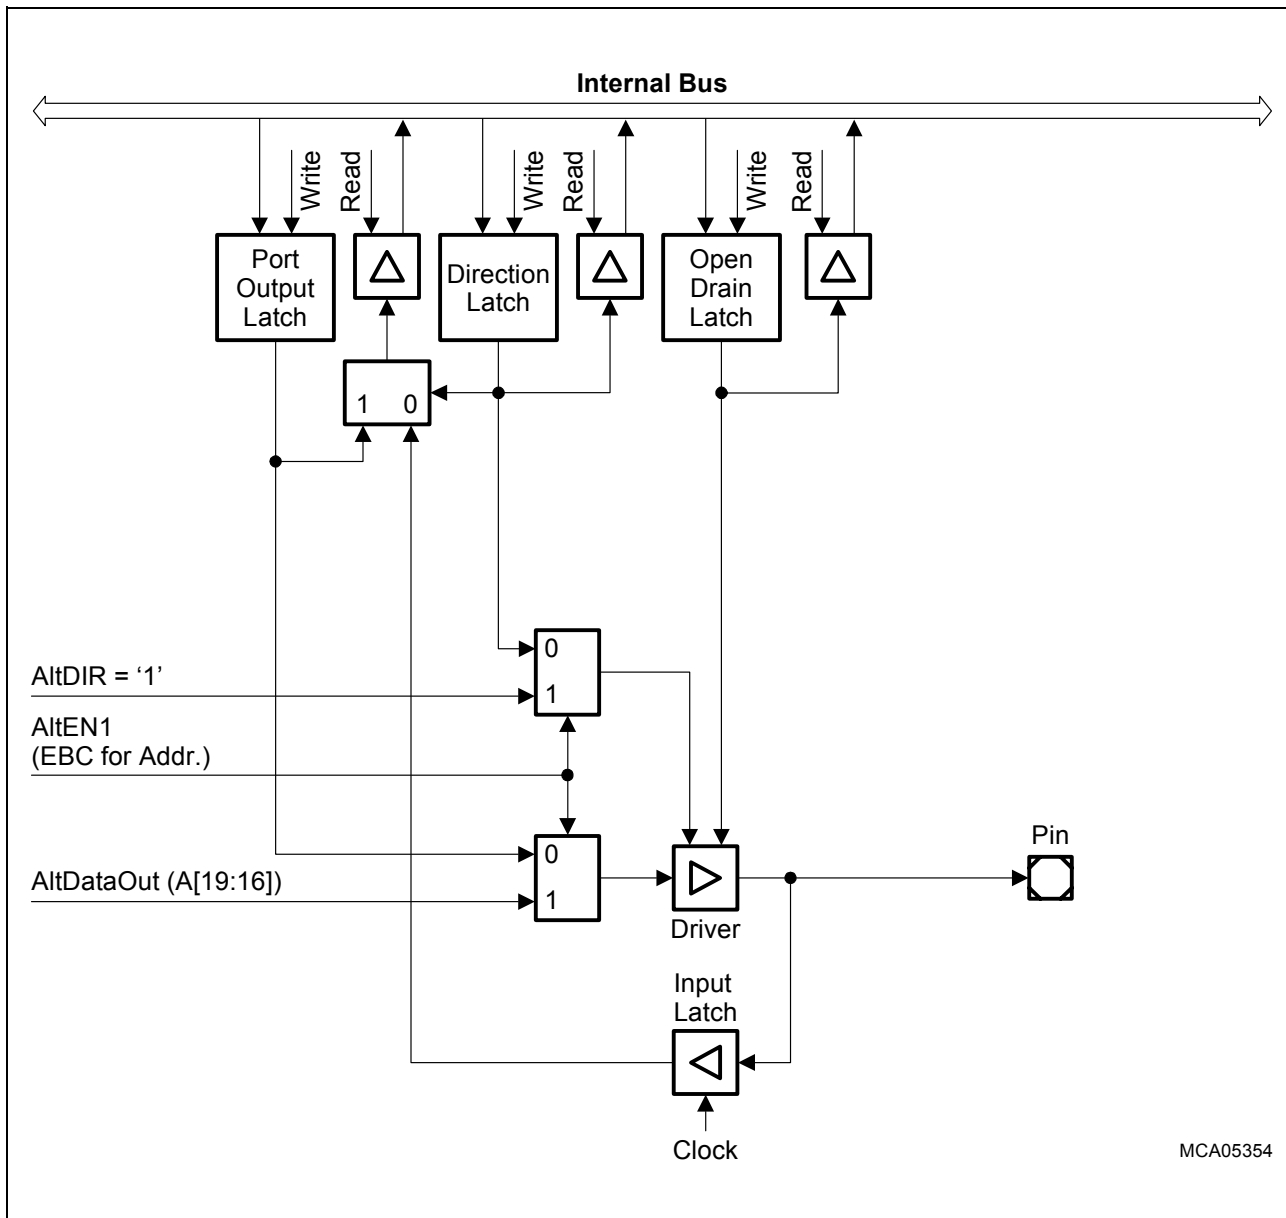 Internal Bus
Write
Read
Write
Read
Write
Read
Port
Output
Latch
Direction
Latch
Open
Drain
Latch
1 0
0
1
AltDIR = ‘1’
AltEN1
(EBC for Addr.)
0
1
AltDataOut (A[19:16])
Driver
Pin
Input
Latch
Clock
MCA05354